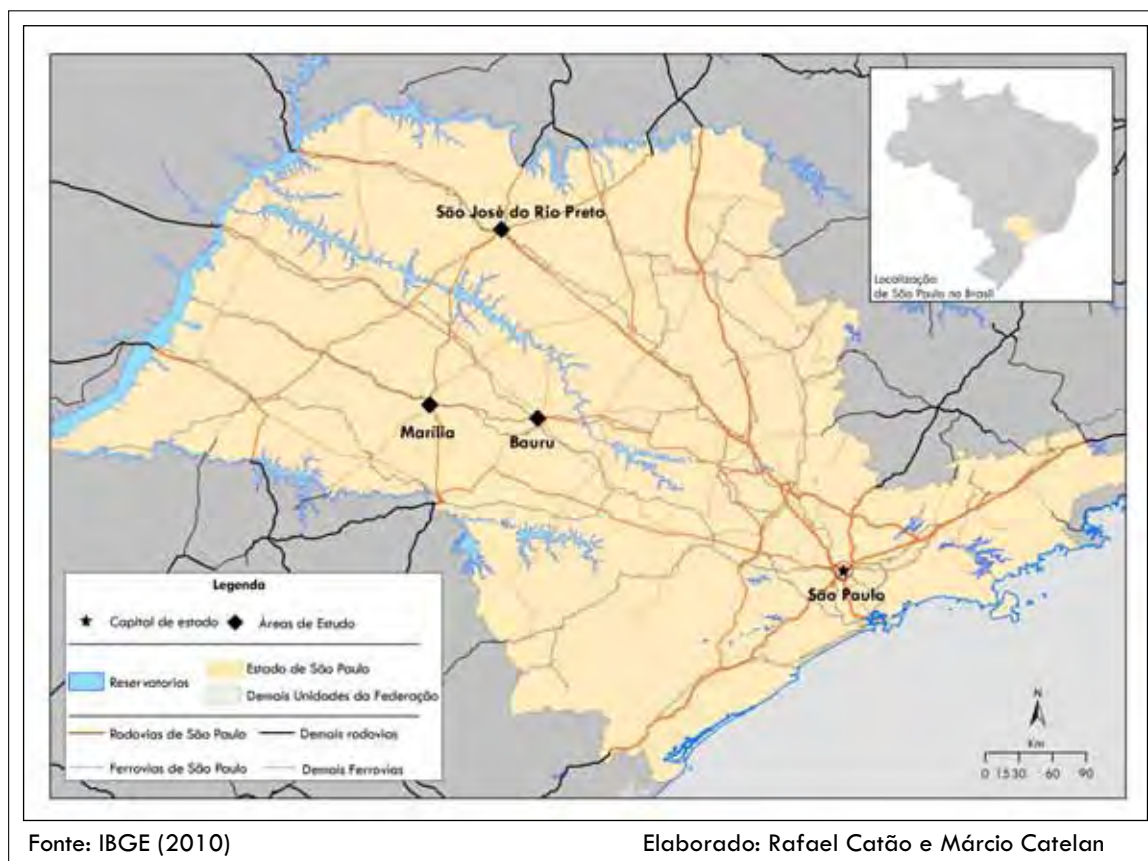 São José do Rio Preto
Localização
de São Paulo no Brasil
Marília
Bauru
São Paulo
Legenda
Capital de estado
Áreas de Estudo
Reservatorios
Estado de São Paulo
Demais Unidades da Federação
Rodovias de São Paulo
Demais rodovias
Ferrovias de São Paulo
Demais Ferrovias
N
Km
0 15 30 60 90
Fonte: IBGE (2010)
Elaborado: Rafael Catão e Márcio Catelan